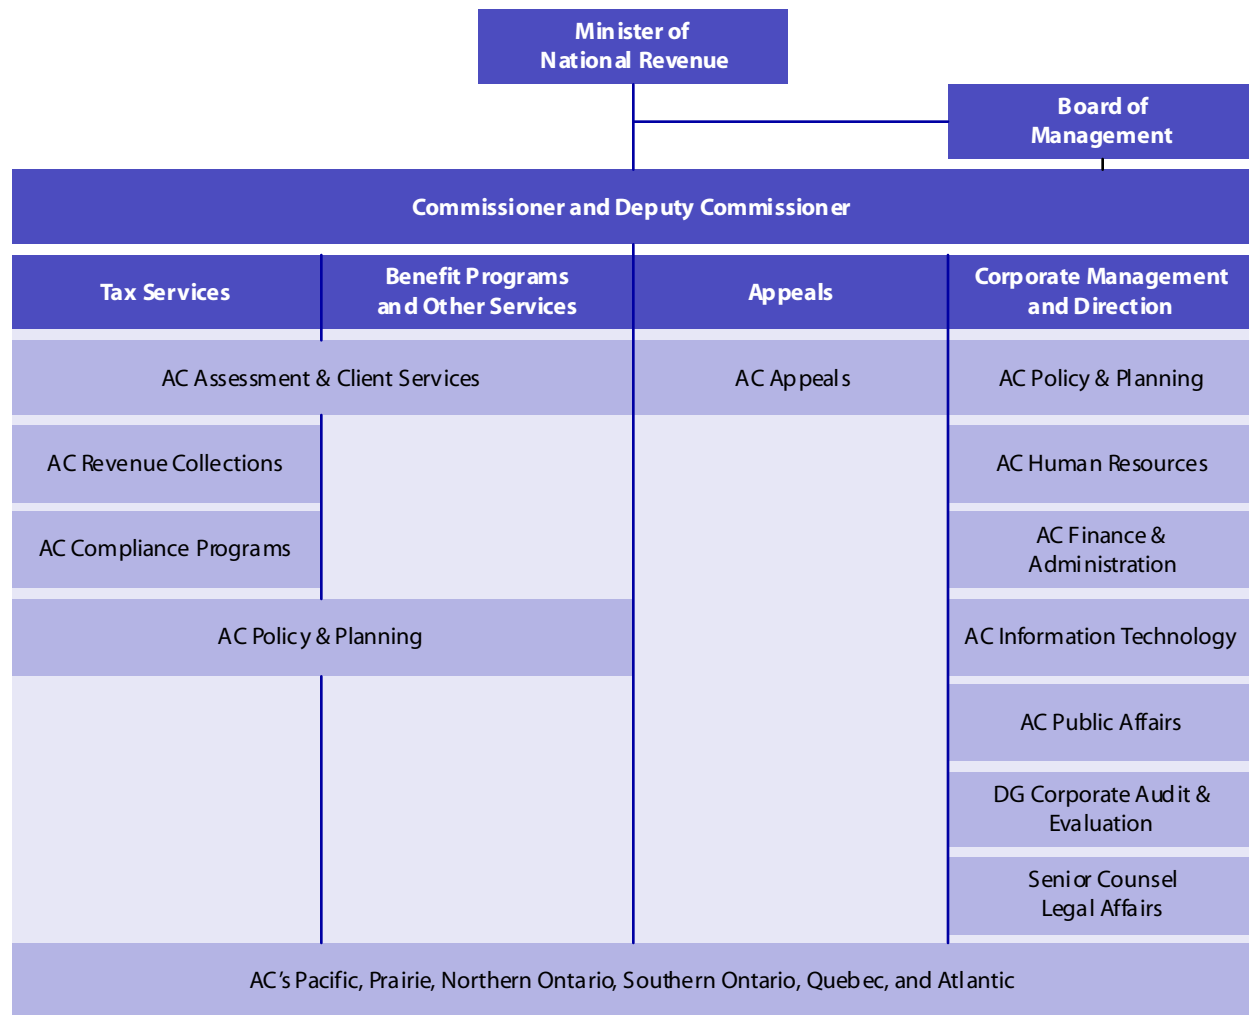 Minister of
National Revenue
Board of
Management
Commissioner and Deputy Commissioner
Tax Services
Benefit Programs
and Other Services
Appeals
Corporate Management
and Direction
AC Assessment & Client Services
AC Appeals
AC Policy & Planning
AC Revenue Collections
AC Human Resources
AC Compliance Programs
AC Finance &
Administration
AC Policy & Planning
AC Information Technology
AC Public Affairs
DG Corporate Audit &
Evaluation
Senior Counsel
Legal Affairs
AC’s Pacific, Prairie, Northern Ontario, Southern Ontario, Quebec, and Atlantic